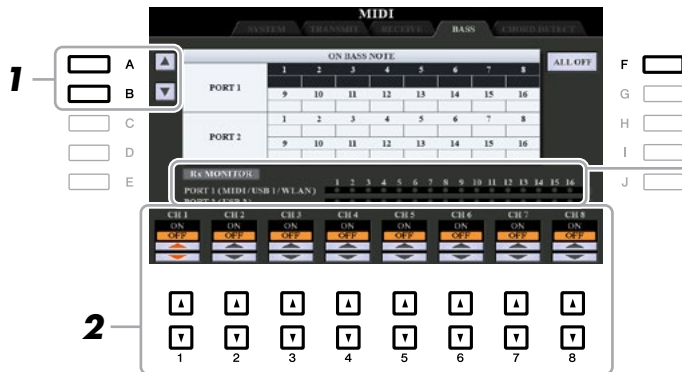 MIDI
SYSTEM TRANSMIT RECEIVE BASS CHORD DETECT
ON BASS NOTE
ALL OFF
PORT 1
1 2 3 4 5 6 7 8
9 10 11 12 13 14 15 16
PORT 2
1 2 3 4 5 6 7 8
9 10 11 12 13 14 15 16
Rx MONITOR
1 2 3 4 5 6 7 8 9 10 11 12 13 14 15 16
PORT 1 (MIDI/USB 1/WLAN)
PORT 2 (USB 2)
CH 1 CH 2 CH 3 CH 4 CH 5 CH 6 CH 7 CH 8
ON ON ON ON ON ON ON ON
OFF OFF OFF OFF OFF OFF OFF OFF
1
A
B
C
D
E
F
G
H
I
J
2
1 2 3 4 5 6 7 8